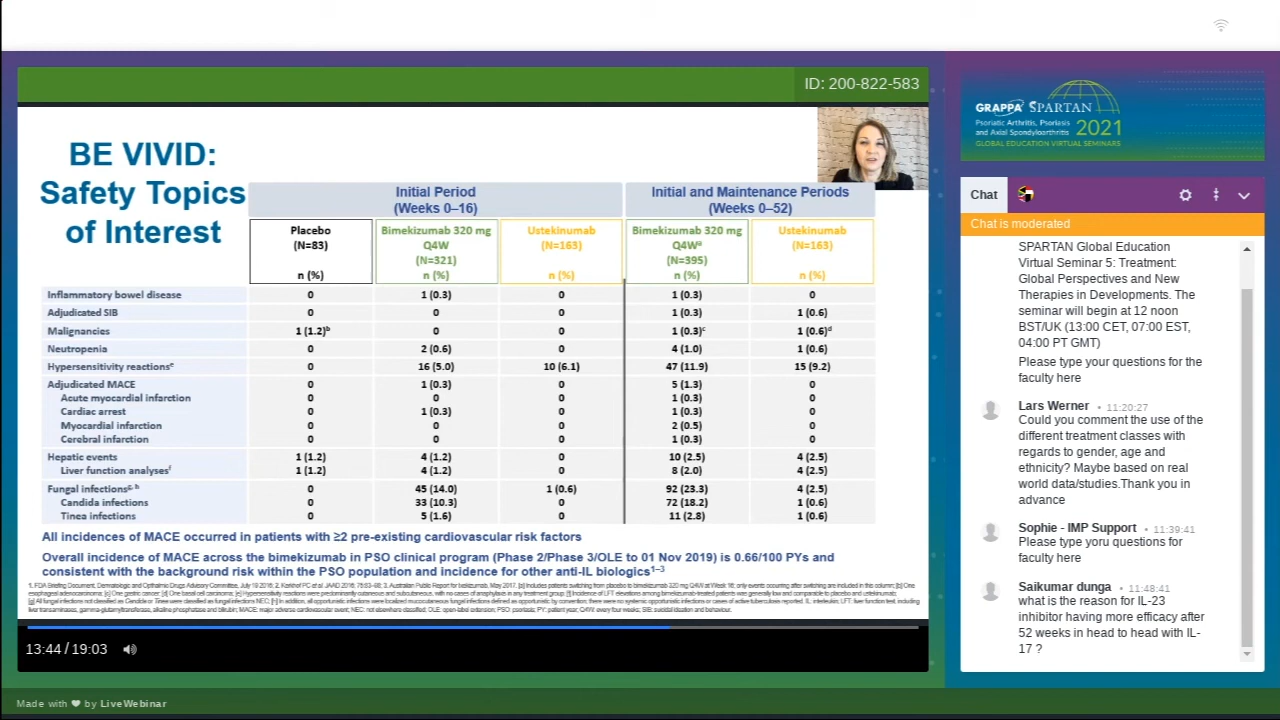 ID: 200-822-583
BE VIVID:
Safety Topics
of Interest
Initial Period
(Weeks 0–16)
Initial and Maintenance Periods
(Weeks 0–52)
Placebo
(N=83)
n (%)
Bimekizumab 320 mg
Q4W
(N=321)
n (%)
Ustekinumab
(N=163)
n (%)
Bimekizumab 320 mg
Q4Wᵃ
(N=395)
n (%)
Ustekinumab
(N=163)
n (%)
Inflammatory bowel disease 0 1 (0.3) 0 1 (0.3) 0
Adjudicated SIB 0 0 0 1 (0.3) 1 (0.6)
Malignancies 1 (1.2)ᵇ 0 0 1 (0.3)ᶜ 1 (0.6)ᵈ
Neutropenia 0 2 (0.6) 0 4 (1.0) 1 (0.6)
Hypersensitivity reactionsᵉ 0 16 (5.0) 10 (6.1) 47 (11.9) 15 (9.2)
Adjudicated MACE 0 1 (0.3) 0 5 (1.3) 0
Acute myocardial infarction 0 0 0 1 (0.3) 0
Cardiac arrest 0 1 (0.3) 0 1 (0.3) 0
Myocardial infarction 0 0 0 2 (0.5) 0
Cerebral infarction 0 0 0 1 (0.3) 0
Hepatic events 1 (1.2) 4 (1.2) 0 10 (2.5) 4 (2.5)
Liver function analysesᶠ 1 (1.2) 4 (1.2) 0 8 (2.0) 4 (2.5)
Fungal infectionsᵍ, ʰ 0 45 (14.0) 1 (0.6) 92 (23.3) 4 (2.5)
Candida infections 0 33 (10.3) 0 72 (18.2) 1 (0.6)
Tinea infections 0 5 (1.6) 0 11 (2.8) 1 (0.6)
All incidences of MACE occurred in patients with ≥2 pre-existing cardiovascular risk factors
Overall incidence of MACE across the bimekizumab in PSO clinical program (Phase 2/Phase 3/OLE to 01 Nov 2019) is 0.66/100 PYs and
consistent with the background risk within the PSO population and incidence for other anti-IL biologics¹⁻³
13:44 / 19:03
GRAPPA SPARTAN
Psoriatic Arthritis, Psoriasis
and Axial Spondyloarthritis 2021
GLOBAL EDUCATION VIRTUAL SEMINARS
Chat
Chat is moderated
SPARTAN Global Education
Virtual Seminar 5: Treatment:
Global Perspectives and New
Therapies in Developments. The
seminar will begin at 12 noon
BST/UK (13:00 CET, 07:00 EST,
04:00 PT GMT)
Please type your questions for the
faculty here
Lars Werner • 11:20:27
Could you comment the use of the
different treatment classes with
regards to gender, age and
ethnicity? Maybe based on real
world data/studies.Thank you in
advance
Sophie - IMP Support • 11:39:41
Please type yoru questions for
faculty here
Saikumar dunga • 11:48:41
what is the reason for IL-23
inhibitor having more efficacy after
52 weeks in head to head with IL-
17 ?
Made with ❤ by LiveWebinar